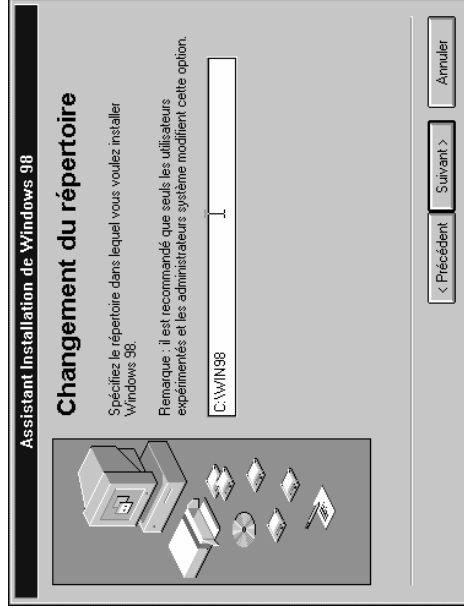 Assistant Installation de Windows 98
Changement du répertoire
Spécifiez le répertoire dans lequel vous voulez installer
Windows 98.
Remarque : il est recommandé que seuls les utilisateurs
expérimentés et les administrateurs système modifient cette option.
C:\WIN98
< Précédent
Suivant >
Annuler